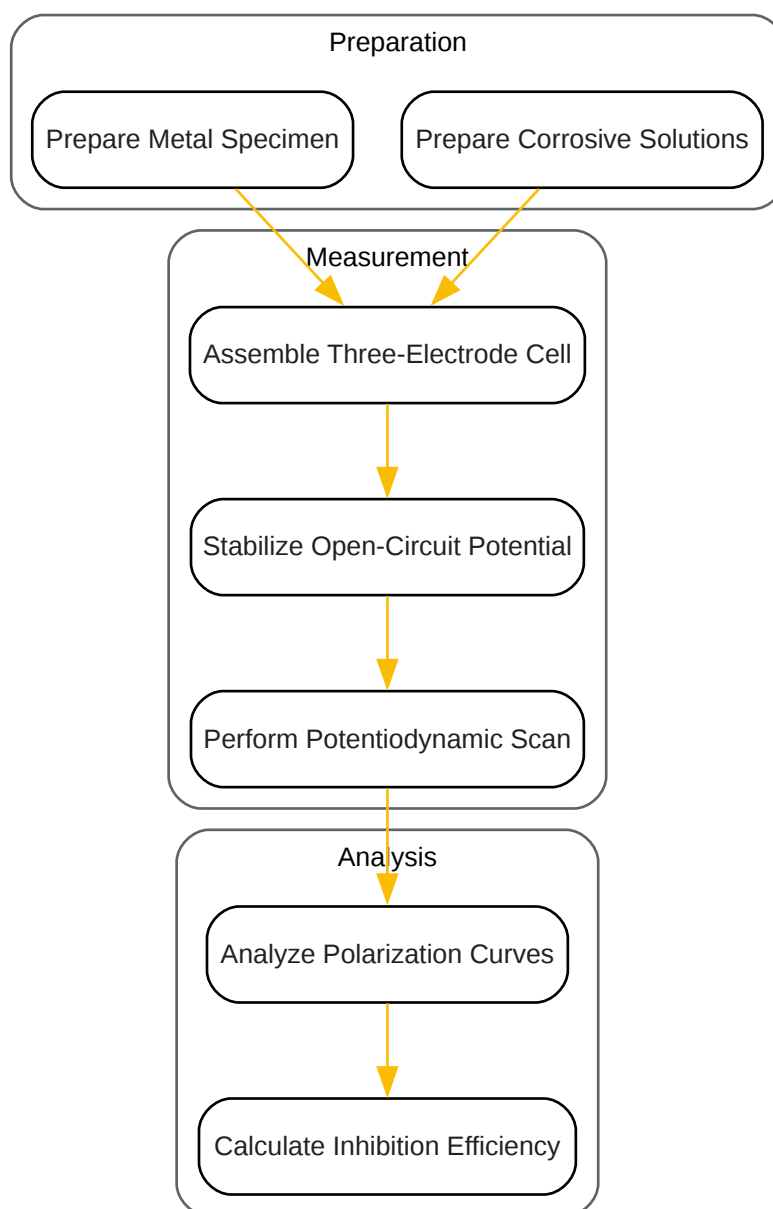 Preparation
Prepare Metal Specimen
Prepare Corrosive Solutions
Measurement
Assemble Three-Electrode Cell
Stabilize Open-Circuit Potential
Perform Potentiodynamic Scan
Analysis
Analyze Polarization Curves
Calculate Inhibition Efficiency